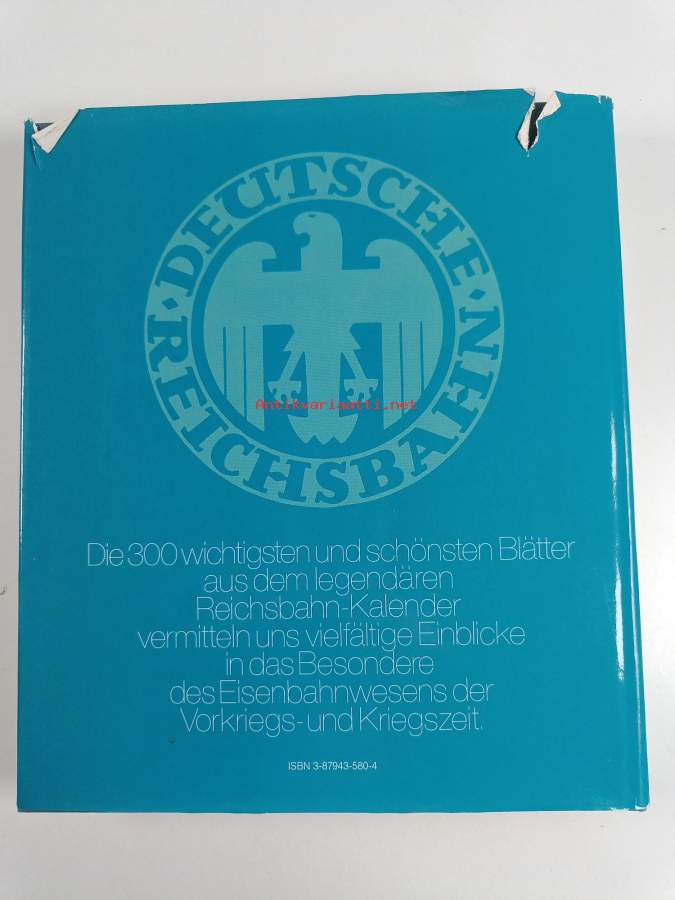 · DEUTSCHE ·
REICHSBAHN
Antikvariaatti.net
Die 300 wichtigsten und schönsten Blätter
aus dem legendären
Reichsbahn-Kalender
vermitteln uns vielfältige Einblicke
in das Besondere
des Eisenbahnwesens der
Vorkriegs- und Kriegszeit.
ISBN 3-87943-580-4